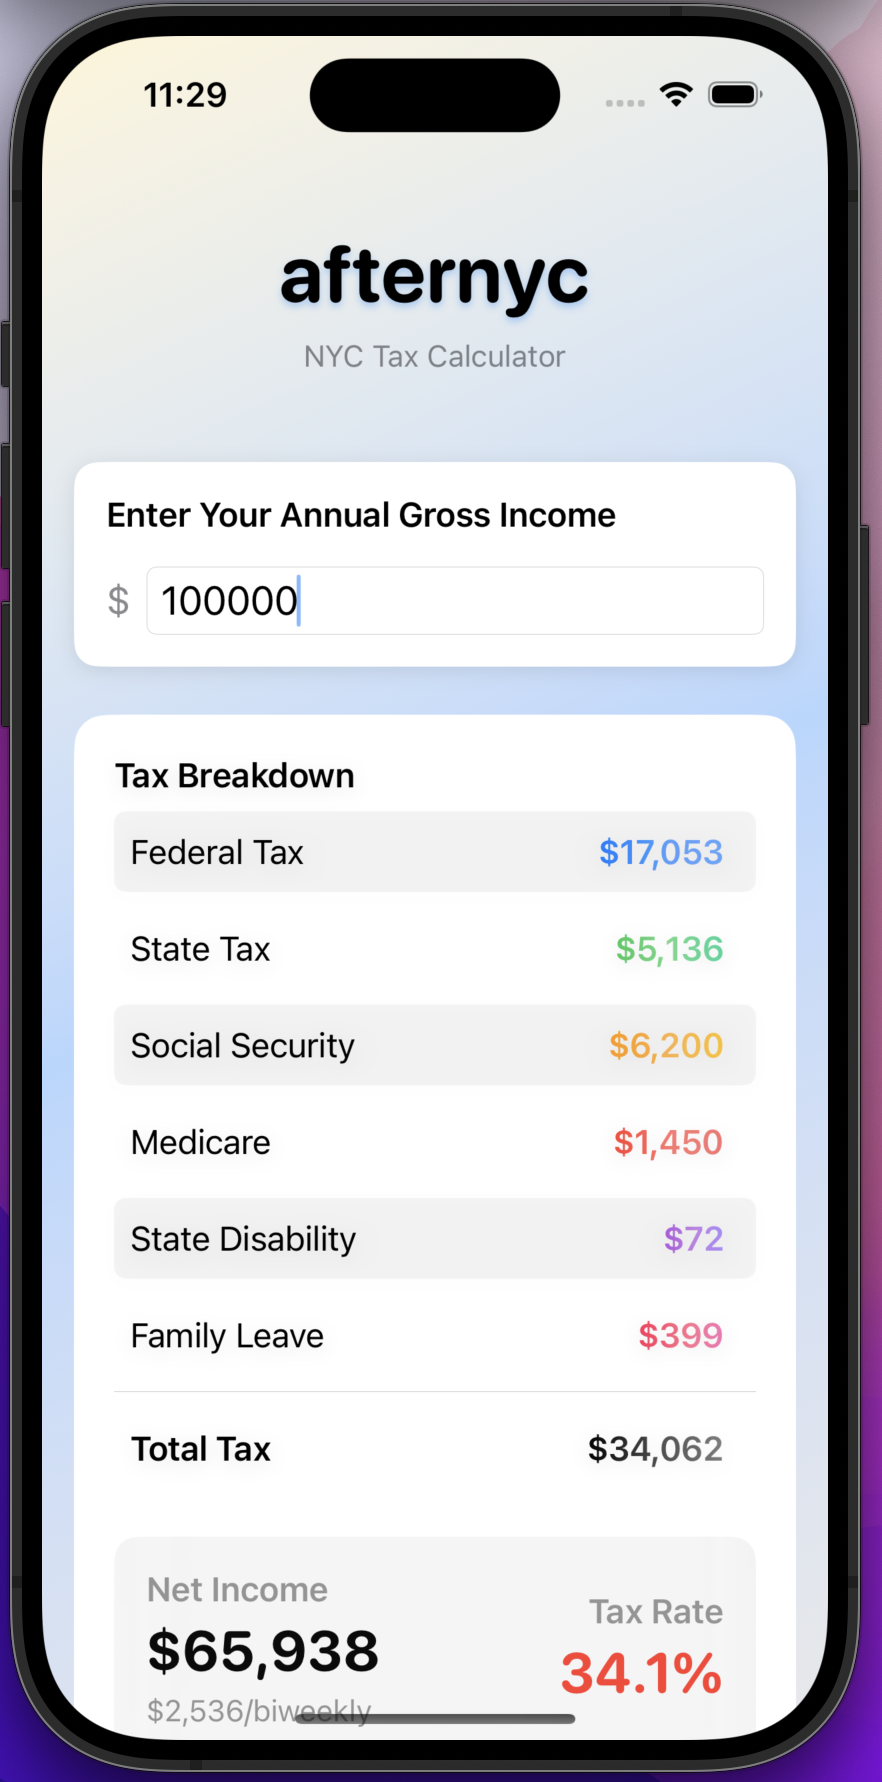 11:29
afternyc
NYC Tax Calculator
Enter Your Annual Gross Income
$ 100000
Tax Breakdown
Federal Tax $17,053
State Tax $5,136
Social Security $6,200
Medicare $1,450
State Disability $72
Family Leave $399
Total Tax $34,062
Net Income
Tax Rate
$65,938
34.1%
$2,536/biweekly